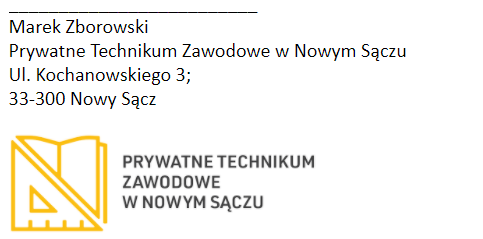 ____________________________
Marek Zborowski
Prywatne Technikum Zawodowe w Nowym Sączu
Ul. Kochanowskiego 3;
33-300 Nowy Sącz
PRYWATNE TECHNIKUM
ZAWODOWE
W NOWYM SĄCZU